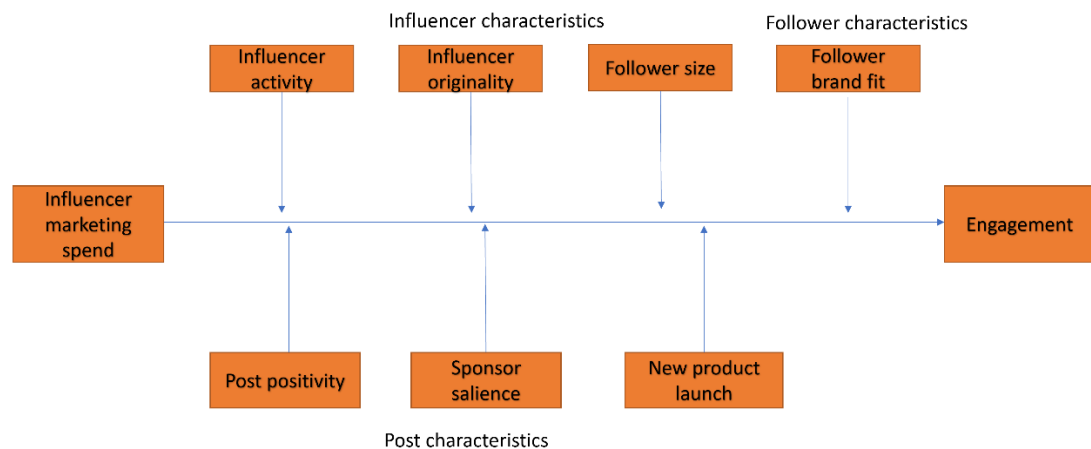 Influencer characteristics
Follower characteristics
Influencer
activity
Influencer
originality
Follower size
Follower
brand fit
Influencer
marketing
spend
Engagement
Post positivity
Sponsor
salience
New product
launch
Post characteristics